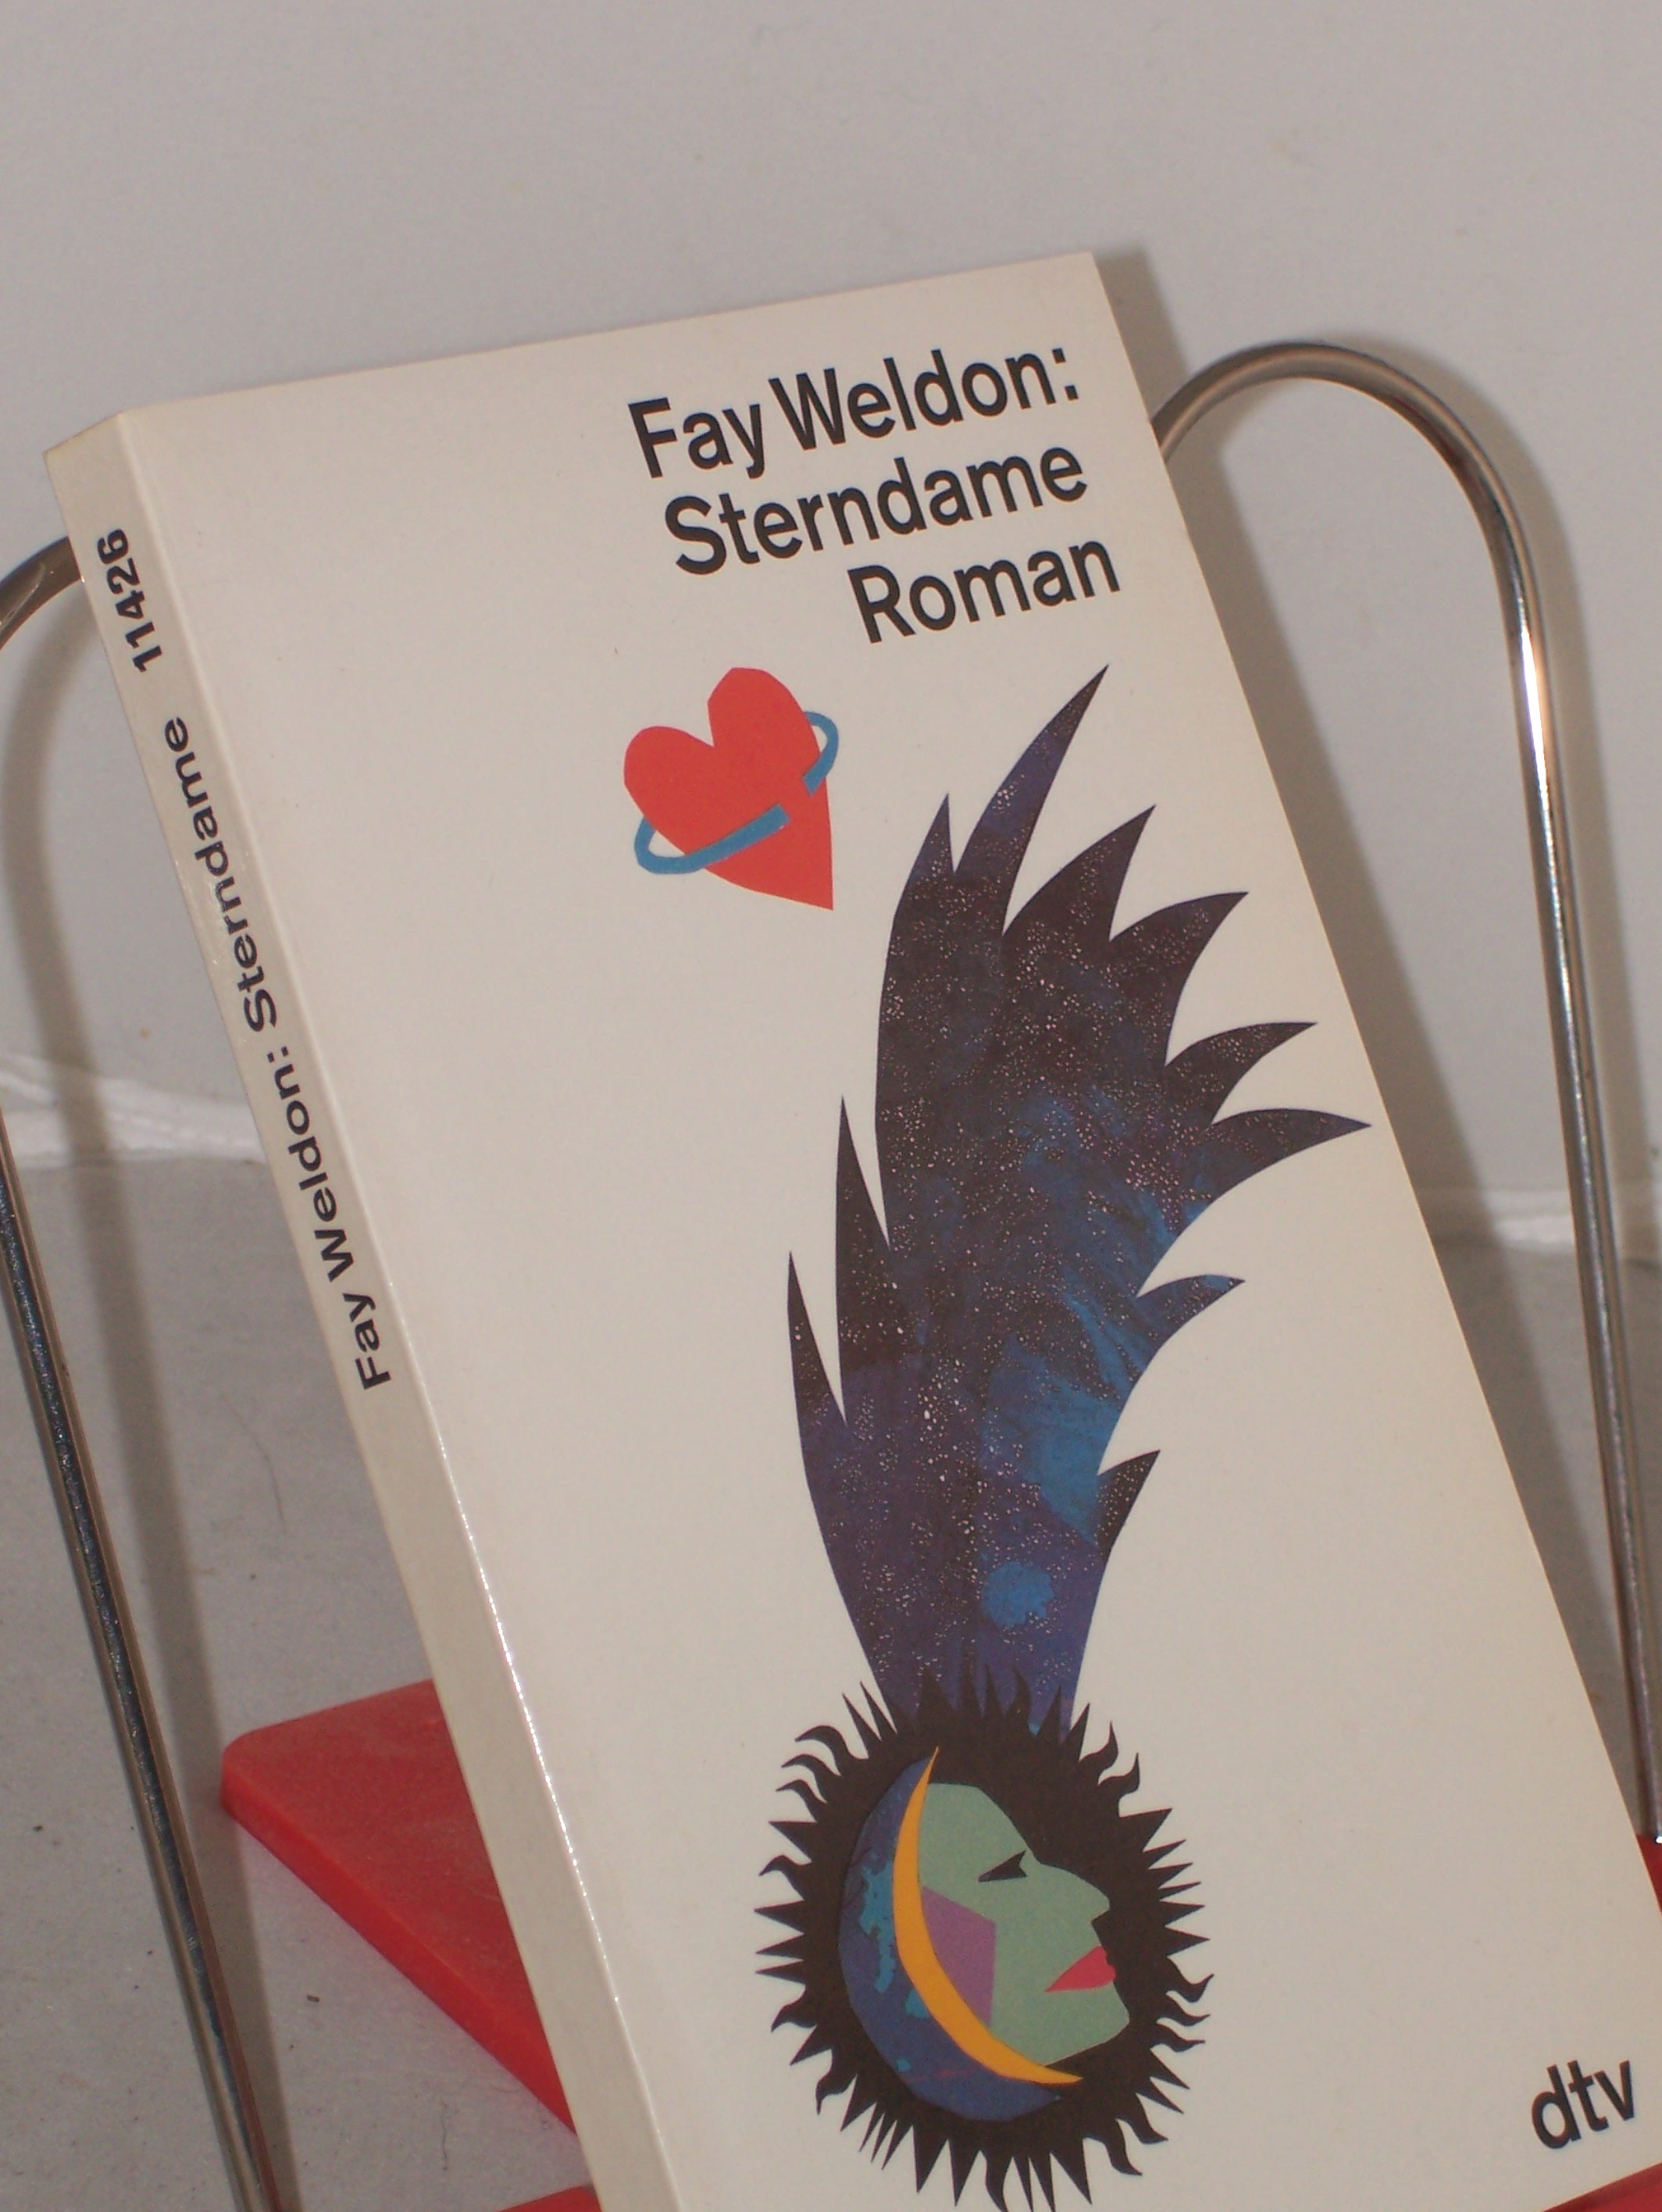 Fay Weldon:
Sterndame
Roman
Fay Weldon: Sterndame 11426
dtv